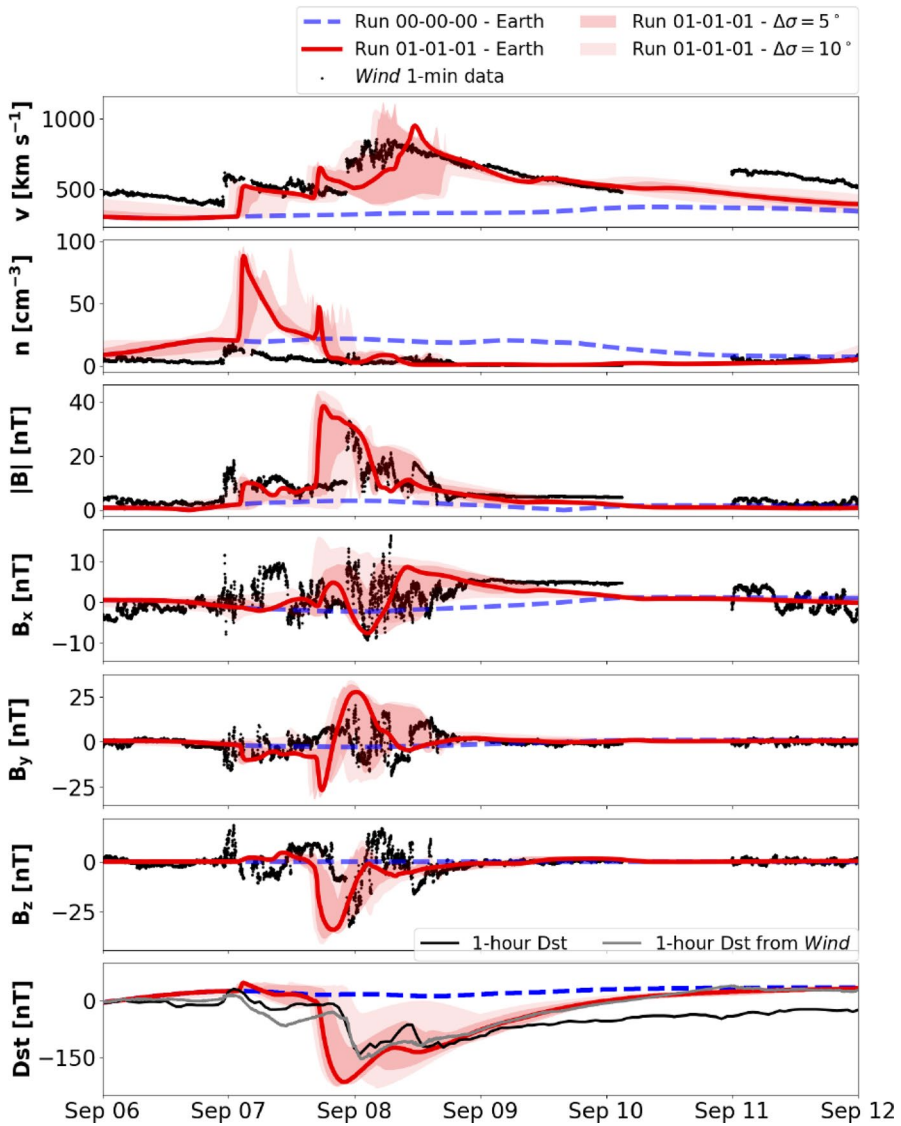 Run 00-00-00 - Earth
Run 01-01-01 - Earth
Wind 1-min data
Run 01-01-01 - Δσ = 5°
Run 01-01-01 - Δσ = 10°
v [km s⁻¹]
1000
500
n [cm⁻³]
100
50
0
|B| [nT]
40
20
0
Bₓ [nT]
10
0
−10
B_y [nT]
25
0
−25
B_z [nT]
0
−25
1-hour Dst
1-hour Dst from Wind
Dst [nT]
0
−150
Sep 06 Sep 07 Sep 08 Sep 09 Sep 10 Sep 11 Sep 12